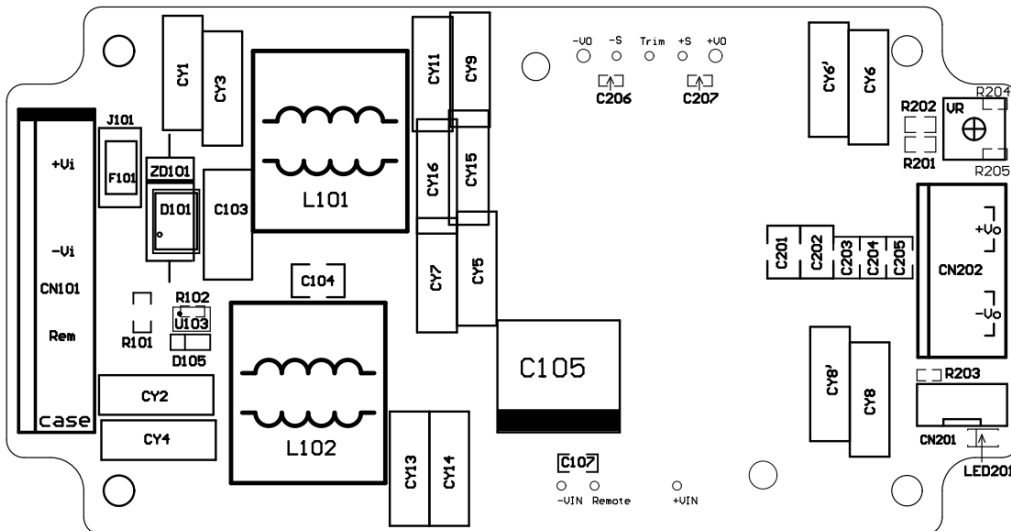 -VO
-S
Trim
+S
+VO
C206
C207
CY1
CY3
CY11
CY9
CY6'
CY6
R204
R202
VR
R201
R205
J101
F101
+Vi
ZD101
D101
C103
L101
CY16
CY15
-Vi
CN101
Rem
case
C104
CY7
CY5
C201
C202
C203
C204
C205
+Vo
CN202
-Vo
R101
R102
U103
D105
CY2
CY4
L102
C105
CY13
CY14
C107
-VIN
Remote
+VIN
CY8'
CY8
R203
CN201
LED201